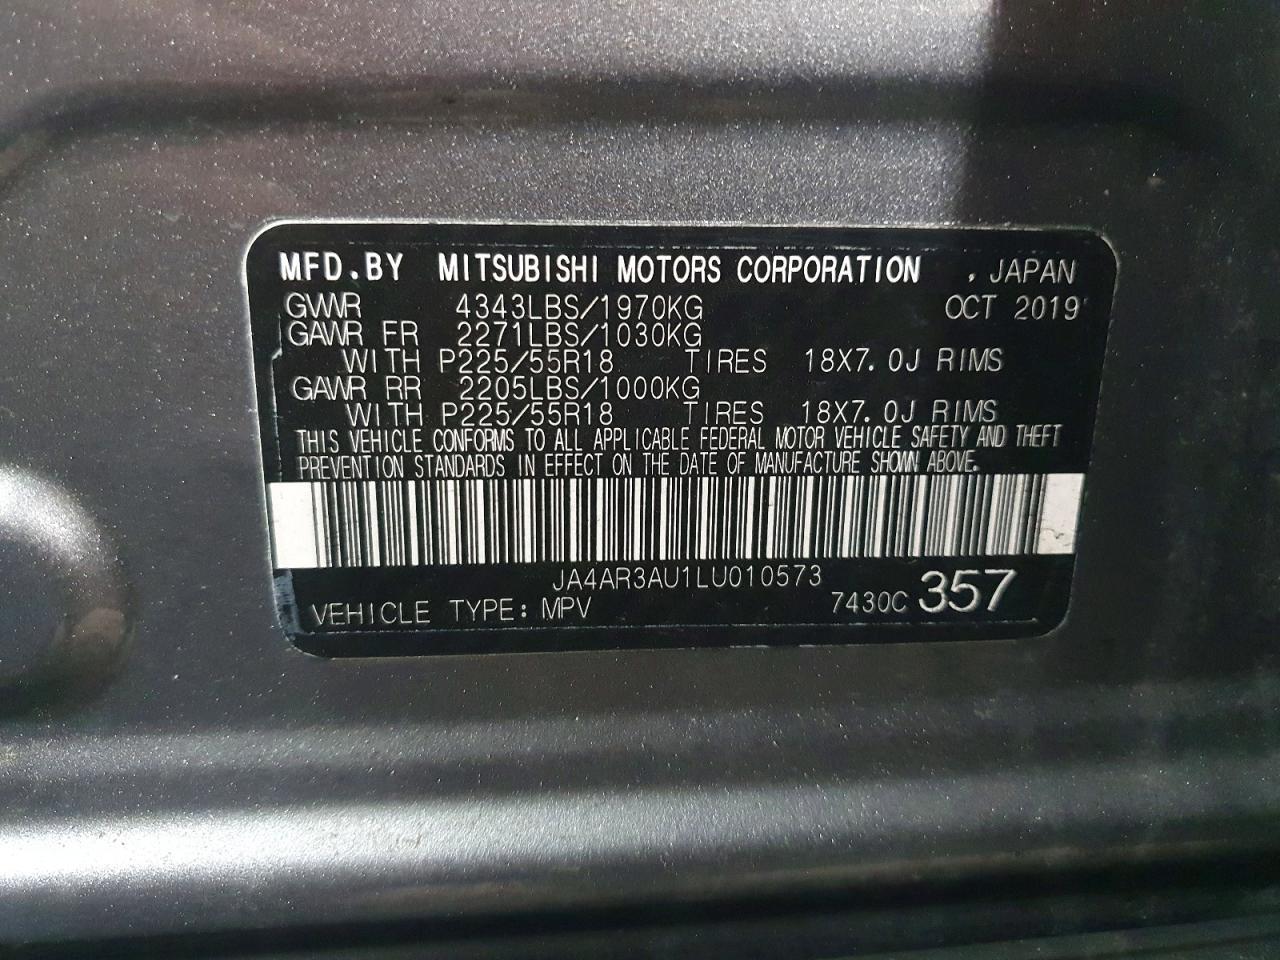 MFD.BY MITSUBISHI MOTORS CORPORATION , JAPAN
GVWR 4343LBS/1970KG OCT 2019
GAWR FR 2271LBS/1030KG
WITH P225/55R18 TIRES 18X7.0J RIMS
GAWR RR 2205LBS/1000KG
WITH P225/55R18 TIRES 18X7.0J RIMS
THIS VEHICLE CONFORMS TO ALL APPLICABLE FEDERAL MOTOR VEHICLE SAFETY AND THEFT
PREVENTION STANDARDS IN EFFECT ON THE DATE OF MANUFACTURE SHOWN ABOVE.
JA4AR3AU1LU010573
VEHICLE TYPE: MPV 7430C 357